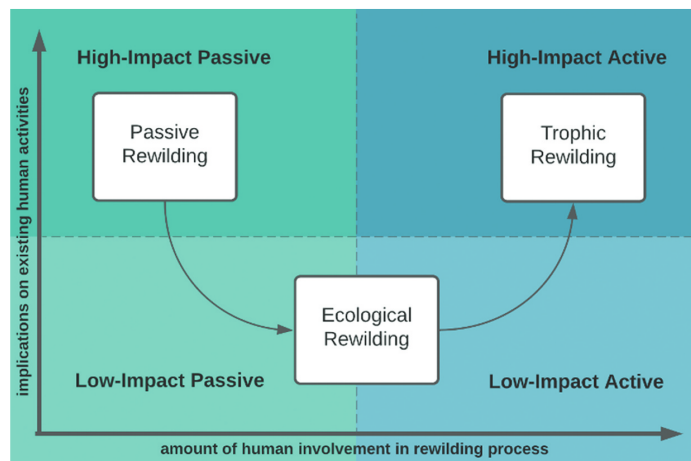 High-Impact Passive
High-Impact Active
Passive
Rewilding
Trophic
Rewilding
implications on existing human activities
Ecological
Rewilding
Low-Impact Passive
Low-Impact Active
amount of human involvement in rewilding process